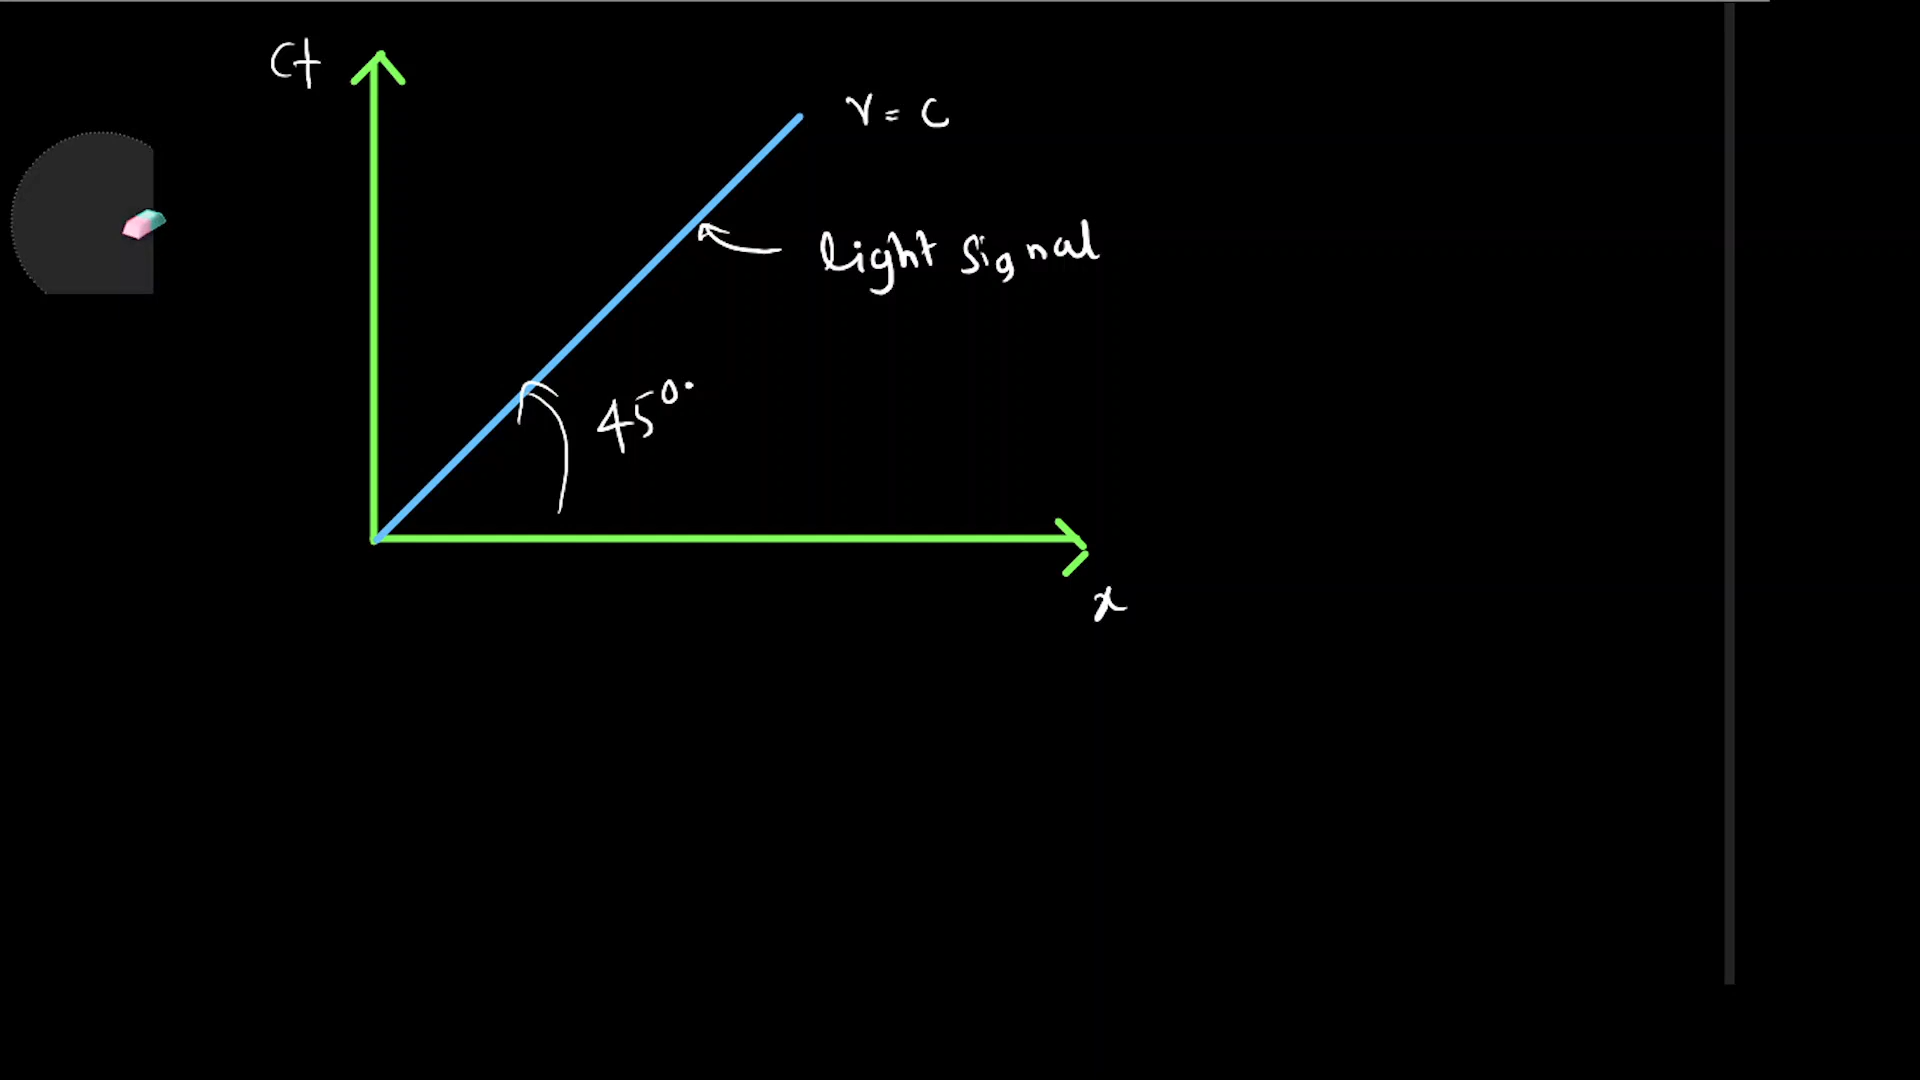 ct
v = c
light signal
45°
x